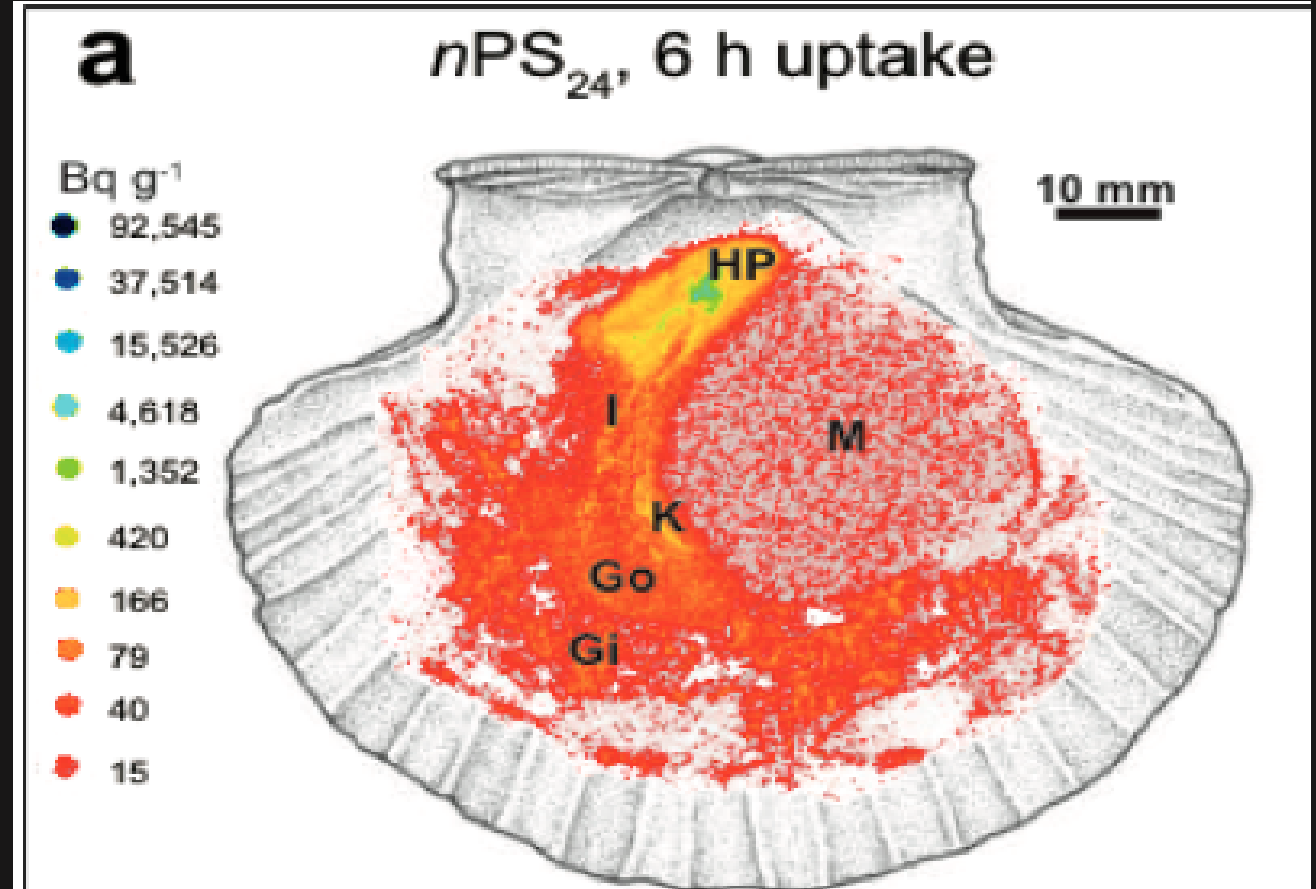 a
nPS₂₄, 6 h uptake
Bq g⁻¹
92,545
37,514
15,526
4,618
1,352
420
166
79
40
15
10 mm
HP
I
M
K
Go
Gi